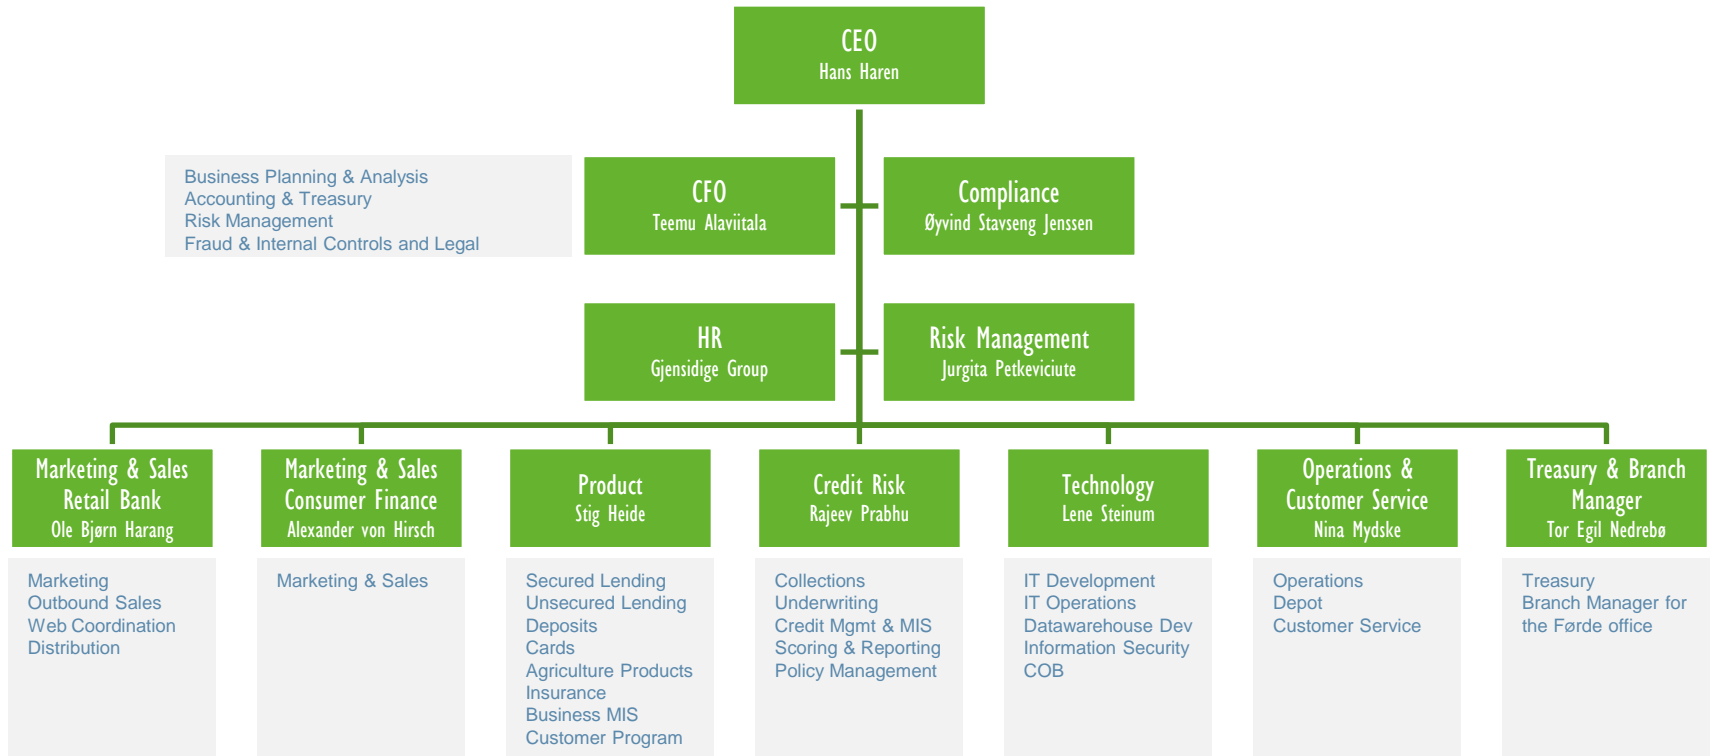 CEO
Hans Haren
Business Planning & Analysis
Accounting & Treasury
Risk Management
Fraud & Internal Controls and Legal
CFO
Teemu Alaviitala
Compliance
Øyvind Stavseng Jenssen
HR
Gjensidige Group
Risk Management
Jurgita Petkeviciute
Marketing & Sales
Retail Bank
Ole Bjørn Harang
Marketing & Sales
Consumer Finance
Alexander von Hirsch
Product
Stig Heide
Credit Risk
Rajeev Prabhu
Technology
Lene Steinum
Operations &
Customer Service
Nina Mydske
Treasury & Branch
Manager
Tor Egil Nedrebø
Marketing
Outbound Sales
Web Coordination
Distribution
Marketing & Sales
Secured Lending
Unsecured Lending
Deposits
Cards
Agriculture Products
Insurance
Business MIS
Customer Program
Collections
Underwriting
Credit Mgmt & MIS
Scoring & Reporting
Policy Management
IT Development
IT Operations
Datawarehouse Dev
Information Security
COB
Operations
Depot
Customer Service
Treasury
Branch Manager for
the Førde office